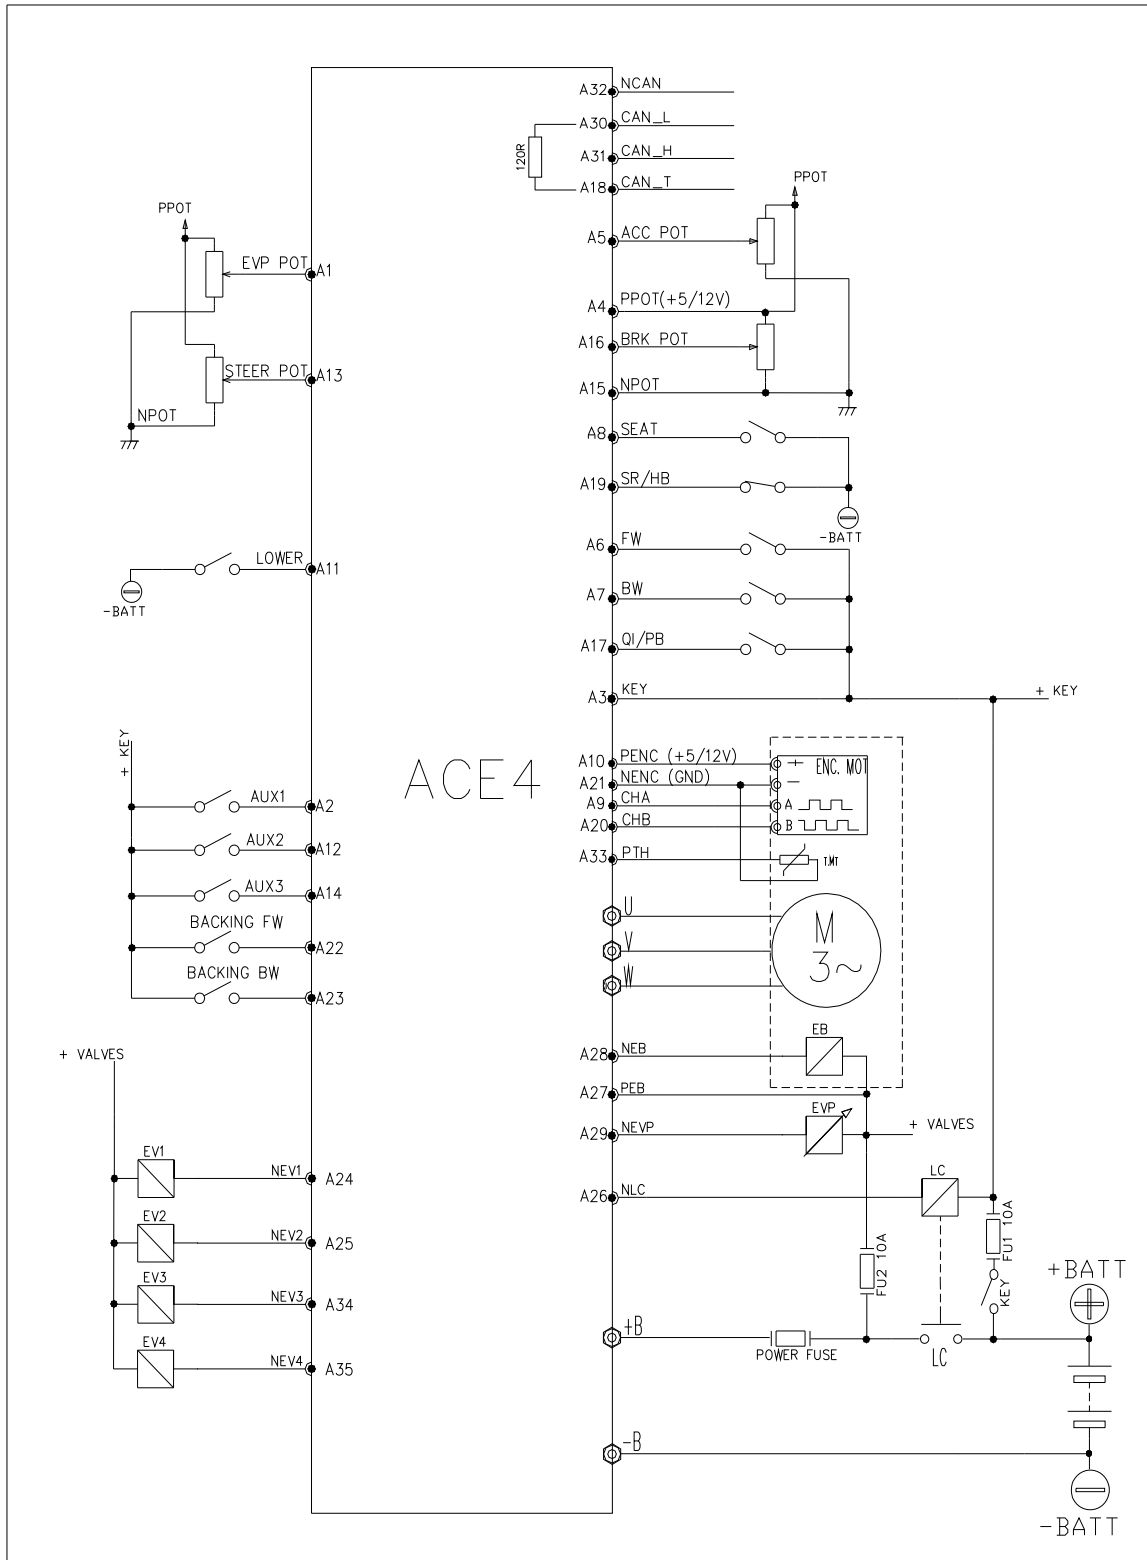 A32 NCAN
A30 CAN_L
120R
A31 CAN_H
A18 CAN_T
PPOT
PPOT
A5 ACC POT
EVP POT A1
A4 PPOT(+5/12V)
A16 BRK POT
STEER POT A13
A15 NPOT
NPOT
A8 SEAT
A19 SR/HB
-BATT
A6 FW
LOWER A11
-BATT
A7 BW
A17 QI/PB
A3 KEY
+ KEY
+ KEY
ACE4
A10 PENC (+5/12V)
+ ENC. MOT
A21 NENC (GND)
-
A9 CHA
A
A20 CHB
B
AUX1 A2
AUX2 A12
A33 PTH
T.MT
AUX3 A14
BACKING FW
A22
BACKING BW
A23
U
V
W
M
3~
EB
A28 NEB
A27 PEB
EVP
A29 NEVP
+ VALVES
+ VALVES
EV1
NEV1 A24
LC
A26 NLC
EV2
NEV2 A25
FU1 10A
FU2 10A
KEY
+BATT
EV3
NEV3 A34
+B
POWER FUSE
LC
EV4
NEV4 A35
-B
-BATT